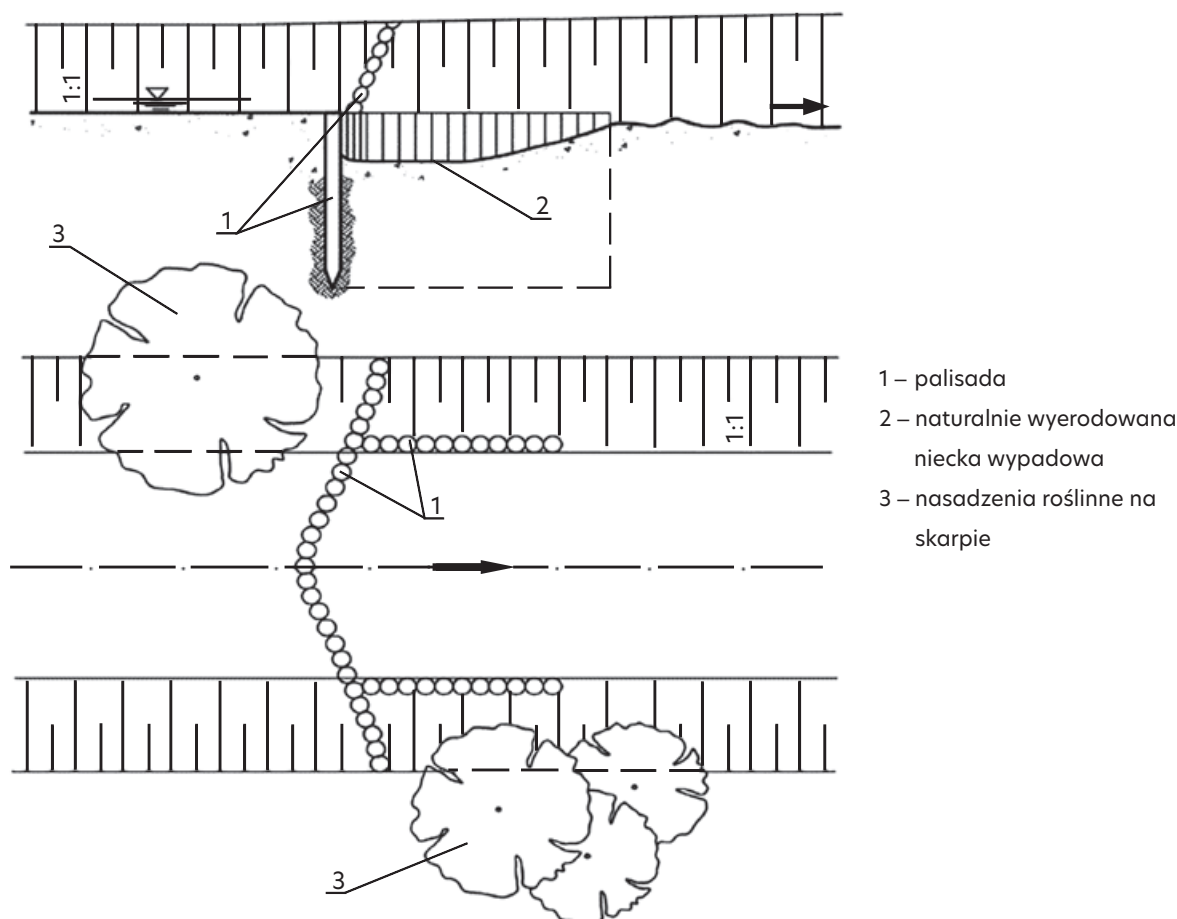 1:1
1
2
3
1:1
1
3
1 – palisada
2 – naturalnie wyerodowana
niecka wypadowa
3 – nasadzenia roślinne na
skarpie